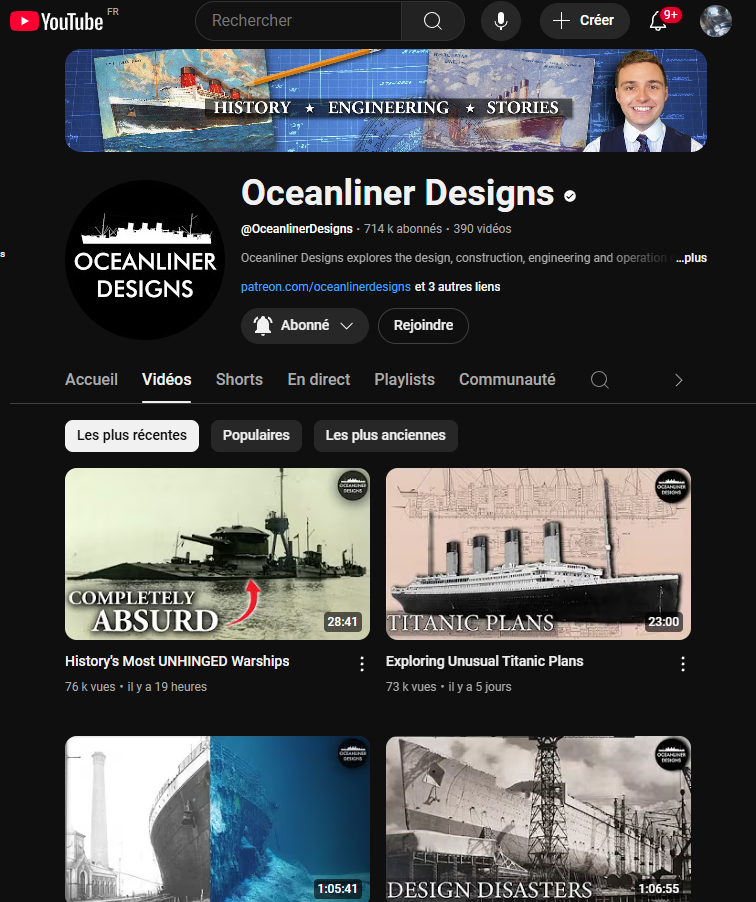 YouTube FR
Rechercher
Créer
9+
HISTORY ★ ENGINEERING ★ STORIES
OCEANLINER
DESIGNS
Oceanliner Designs
@OceanlinerDesigns · 714 k abonnés · 390 vidéos
Oceanliner Designs explores the design, construction, engineering and operation ...plus
patreon.com/oceanlinerdesigns et 3 autres liens
Abonné
Rejoindre
s
Accueil Vidéos Shorts En direct Playlists Communauté
Les plus récentes Populaires Les plus anciennes
OCEANLINER
DESIGNS
COMPLETELY
ABSURD
28:41
OCEANLINER
DESIGNS
TITANIC PLANS
23:00
History's Most UNHINGED Warships
76 k vues • il y a 19 heures
Exploring Unusual Titanic Plans
73 k vues • il y a 5 jours
OCEANLINER
DESIGNS
1:05:41
OCEANLINER
DESIGNS
DESIGN DISASTERS
1:06:55